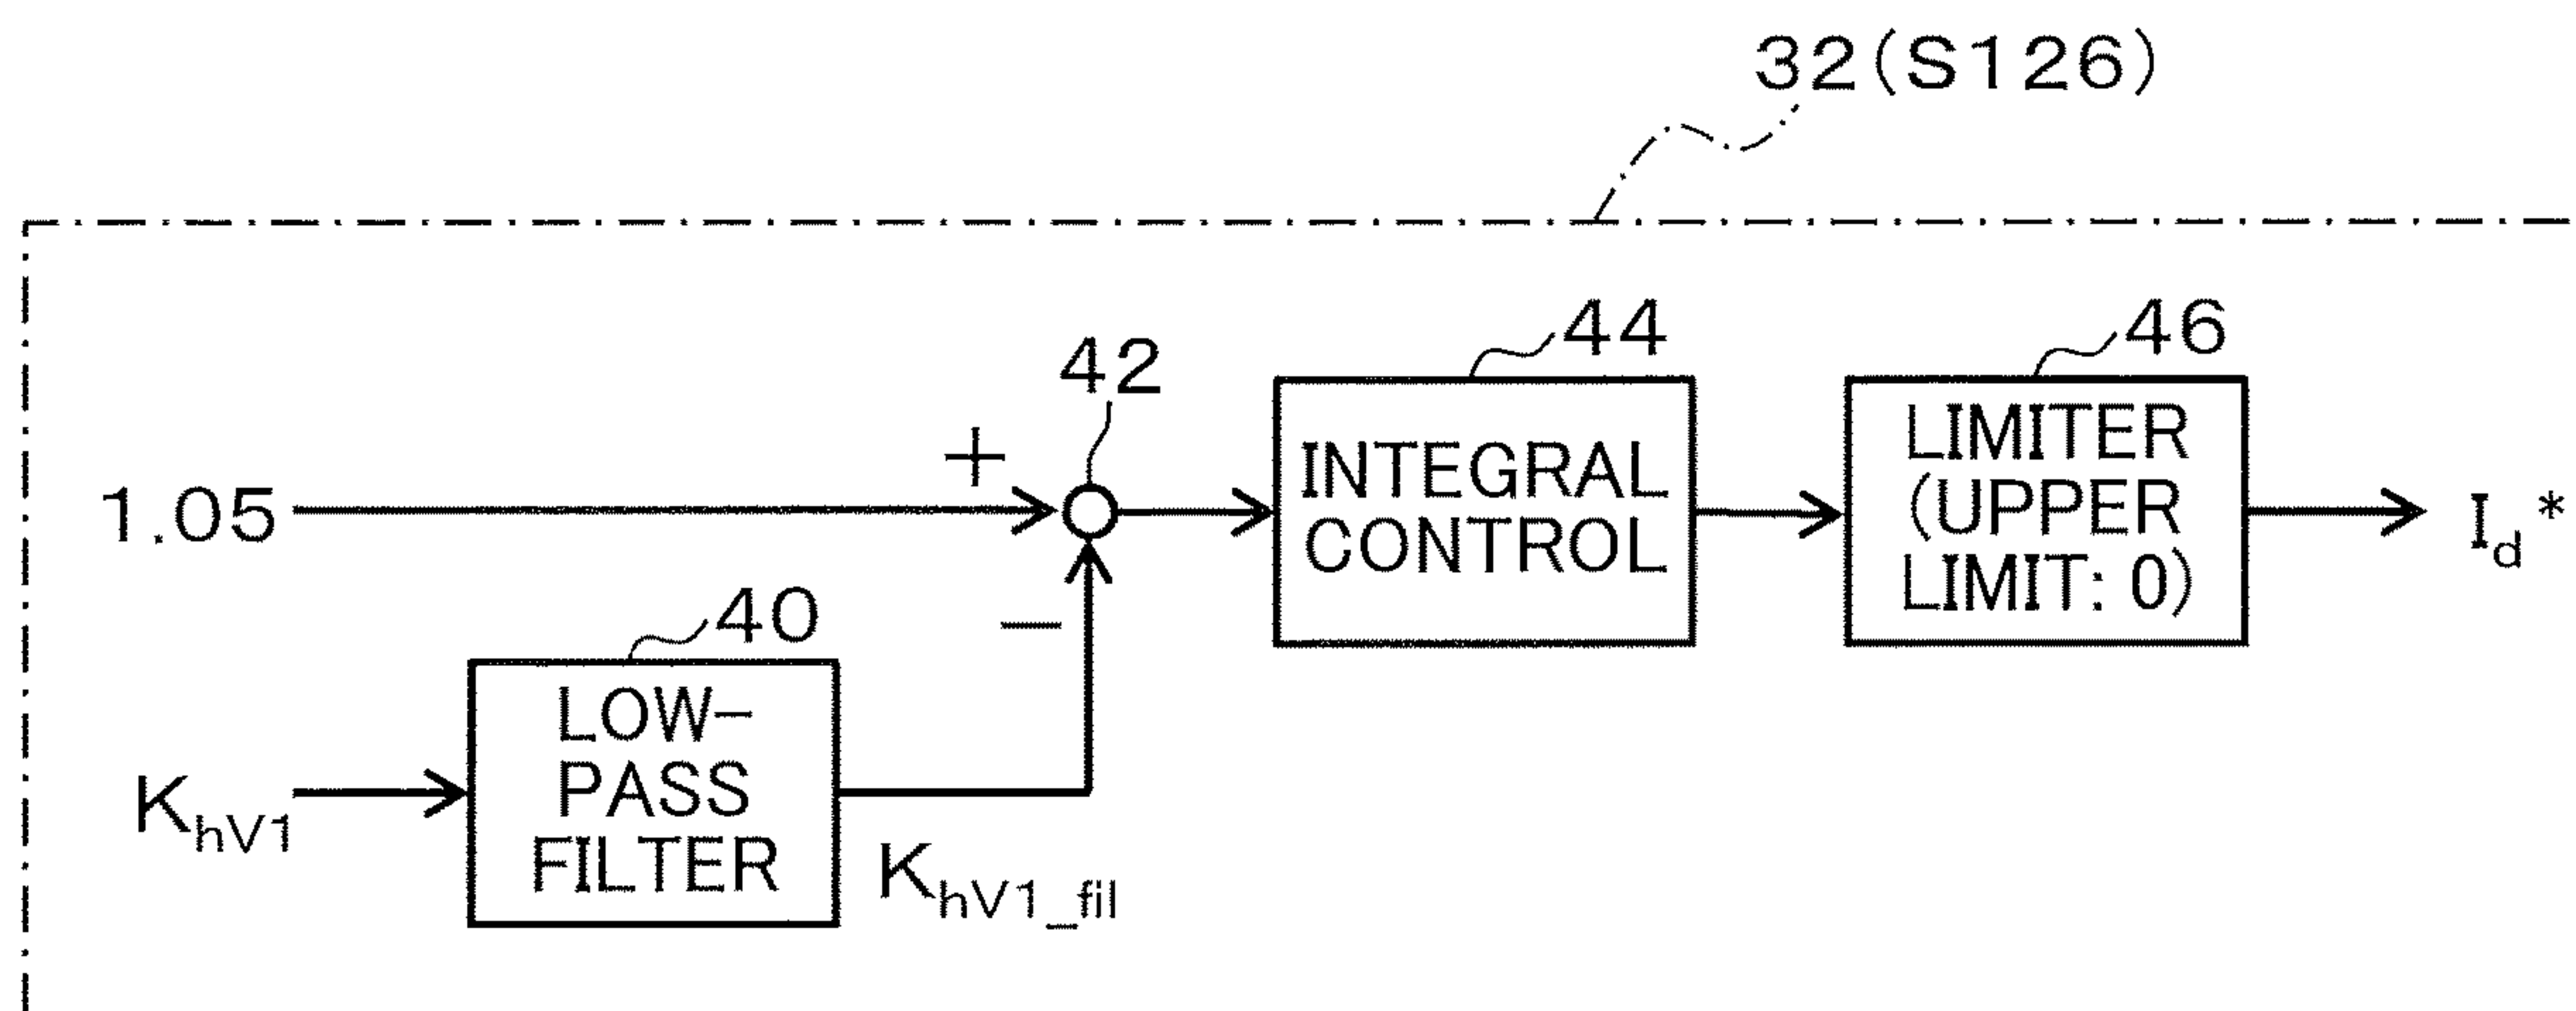 32(S126)
42
44
46
1.05
+
−
INTEGRAL
CONTROL
LIMITER
(UPPER
LIMIT: 0)
I_d*
40
K_hV1
LOW-
PASS
FILTER
K_hV1_fil